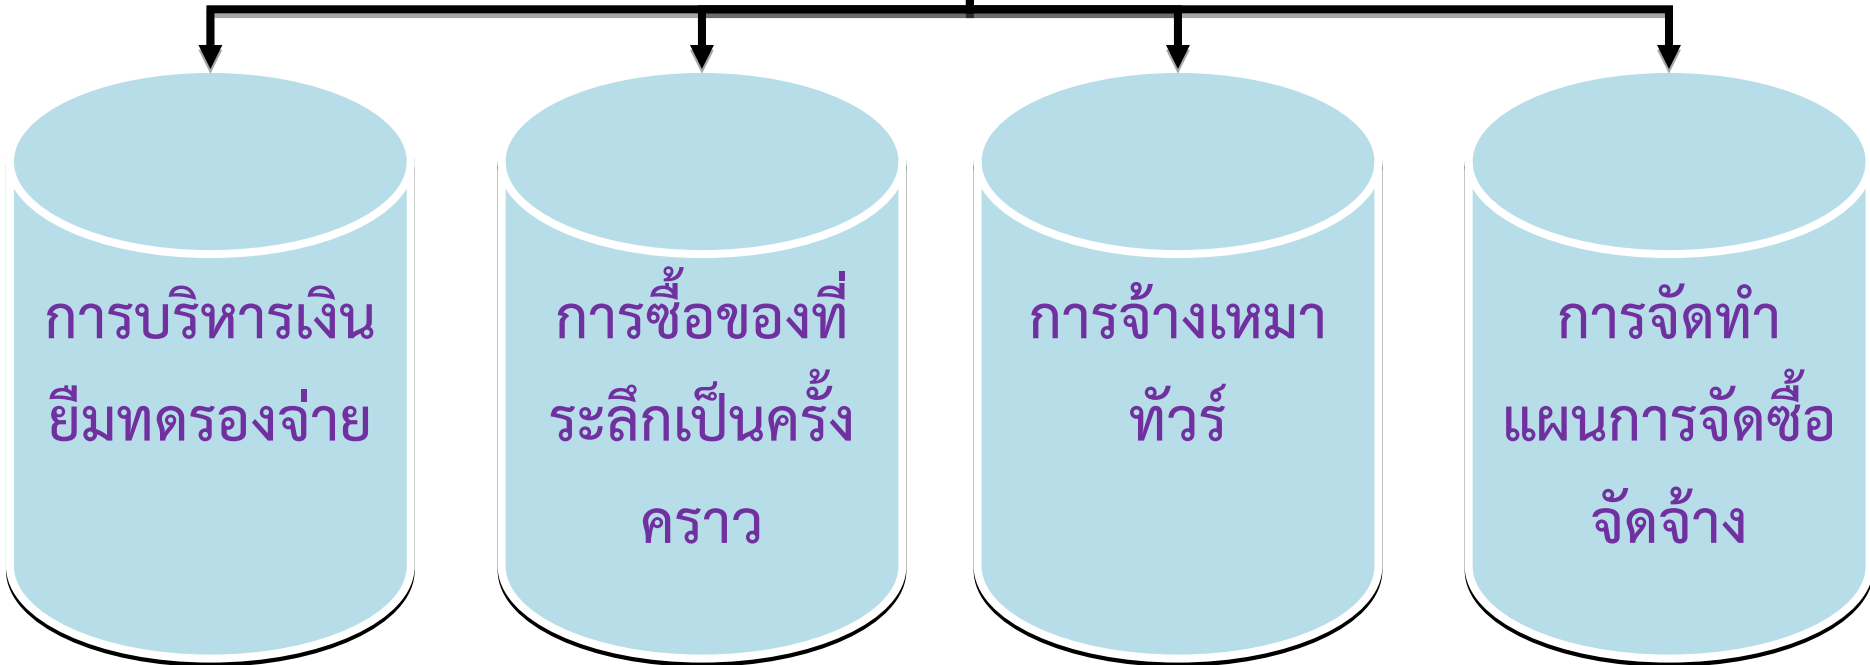 การบริหารเงิน
ยืมทดรองจ่าย
การซื้อของที่
ระลึกเป็นครั้ง
คราว
การจ้างเหมา
ทัวร์
การจัดทำ
แผนการจัดซื้อ
จัดจ้าง